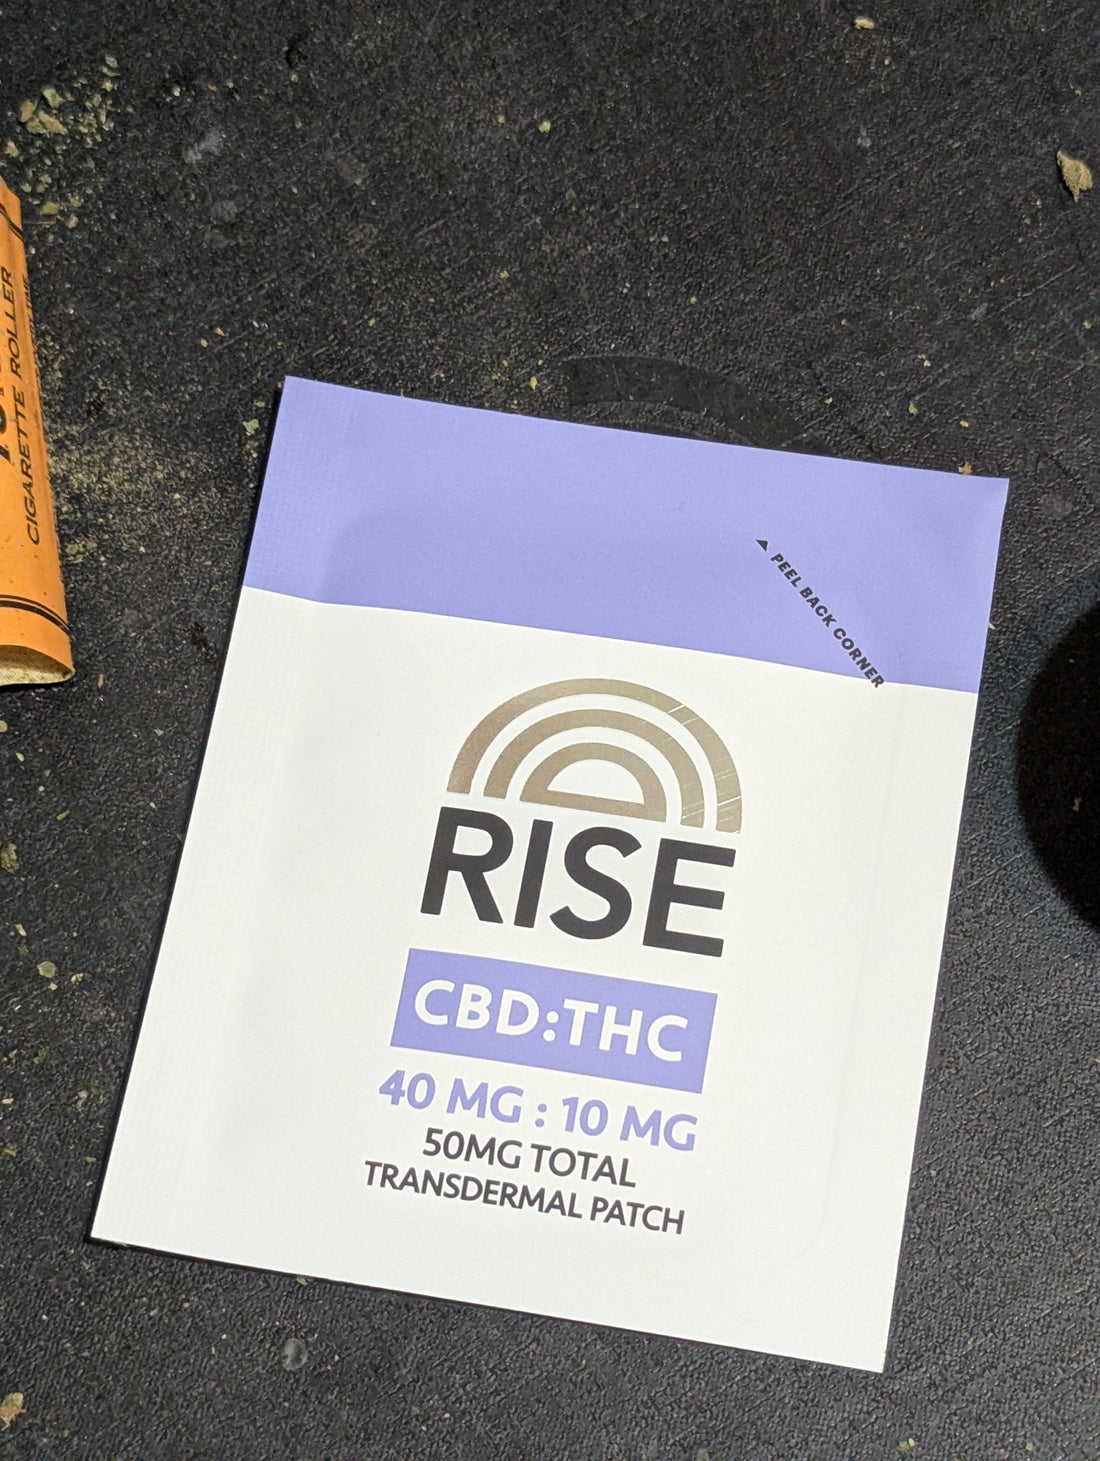 CIGARETTE ROLLER
PEEL BACK CORNER
RISE
CBD:THC
40 MG : 10 MG
50MG TOTAL
TRANSDERMAL PATCH